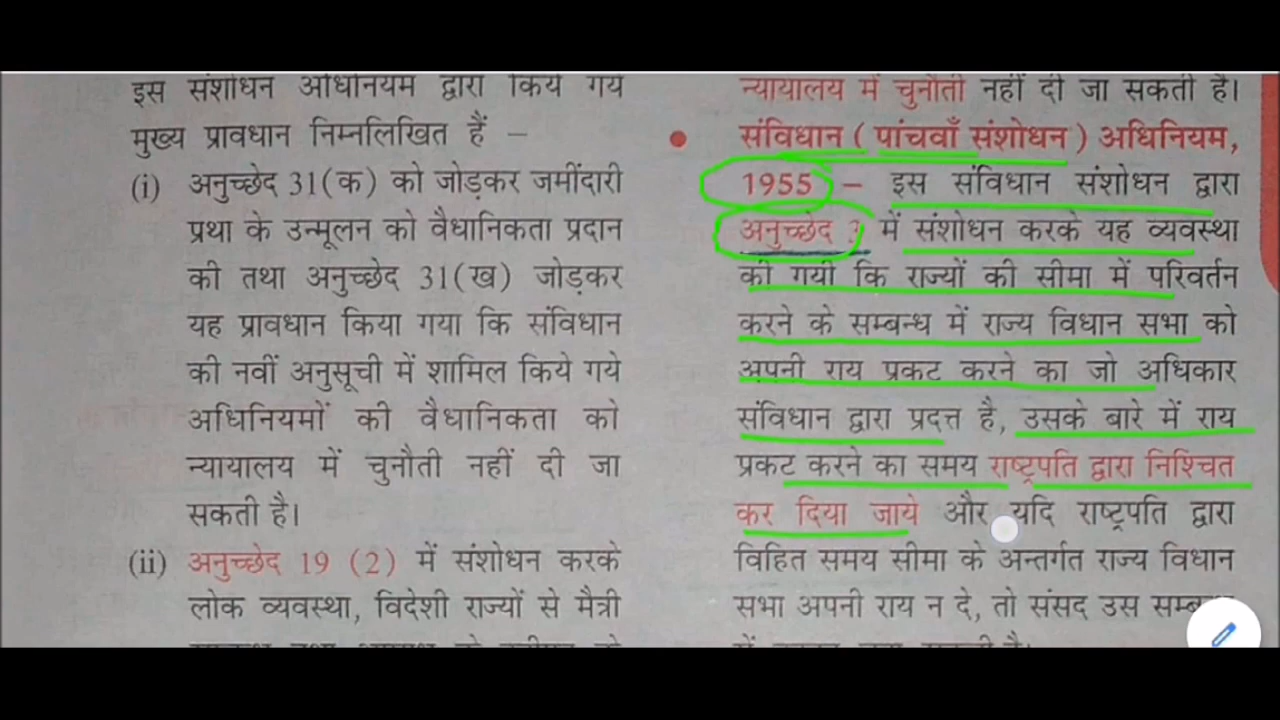 इस संशोधन अधिनियम द्वारा किये गये
मुख्य प्रावधान निम्नलिखित हैं –
(i) अनुच्छेद 31(क) को जोड़कर जमींदारी
प्रथा के उन्मूलन को वैधानिकता प्रदान
की तथा अनुच्छेद 31(ख) जोड़कर
यह प्रावधान किया गया कि संविधान
की नवीं अनुसूची में शामिल किये गये
अधिनियमों की वैधानिकता को
न्यायालय में चुनौती नहीं दी जा
सकती है।
(ii) अनुच्छेद 19 (2) में संशोधन करके
लोक व्यवस्था, विदेशी राज्यों से मैत्री
न्यायालय में चुनौती नहीं दी जा सकती है।
● संविधान ( पांचवाँ संशोधन ) अधिनियम,
1955 – इस संविधान संशोधन द्वारा
अनुच्छेद 3 में संशोधन करके यह व्यवस्था
की गयी कि राज्यों की सीमा में परिवर्तन
करने के सम्बन्ध में राज्य विधान सभा को
अपनी राय प्रकट करने का जो अधिकार
संविधान द्वारा प्रदत्त है, उसके बारे में राय
प्रकट करने का समय राष्ट्रपति द्वारा निश्चित
कर दिया जाये और यदि राष्ट्रपति द्वारा
विहित समय सीमा के अन्तर्गत राज्य विधान
सभा अपनी राय न दे, तो संसद उस